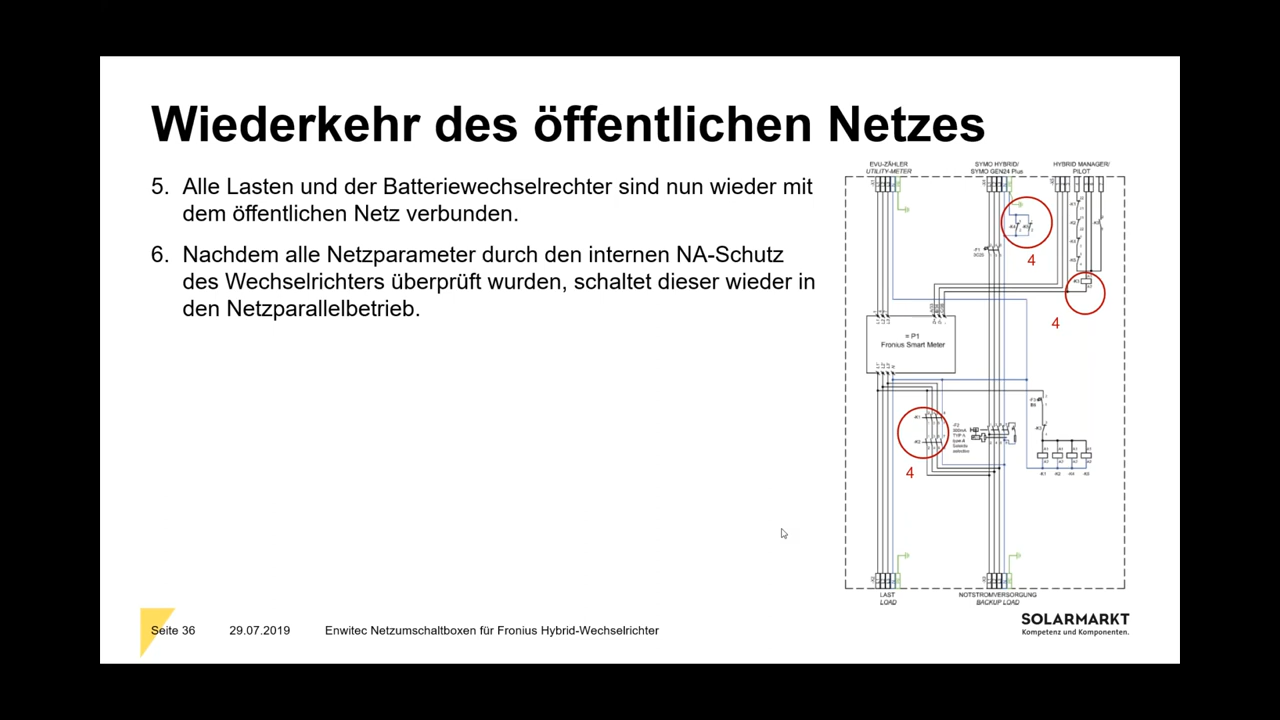 Wiederkehr des öffentlichen Netzes
5. Alle Lasten und der Batteriewechselrechter sind nun wieder mit
dem öffentlichen Netz verbunden.
6. Nachdem alle Netzparameter durch den internen NA-Schutz
des Wechselrichters überprüft wurden, schaltet dieser wieder in
den Netzparallelbetrieb.
EVU-ZÄHLER
UTILITY-METER
SYMO HYBRID/
SYMO GEN24 Plus
HYBRID MANAGER/
PILOT
4
4
= P1
Fronius Smart Meter
4
LAST
LOAD
NOTSTROMVERSORGUNG
BACKUP LOAD
Seite 36
29.07.2019
Enwitec Netzumschaltboxen für Fronius Hybrid-Wechselrichter
SOLARMARKT
Kompetenz und Komponenten.